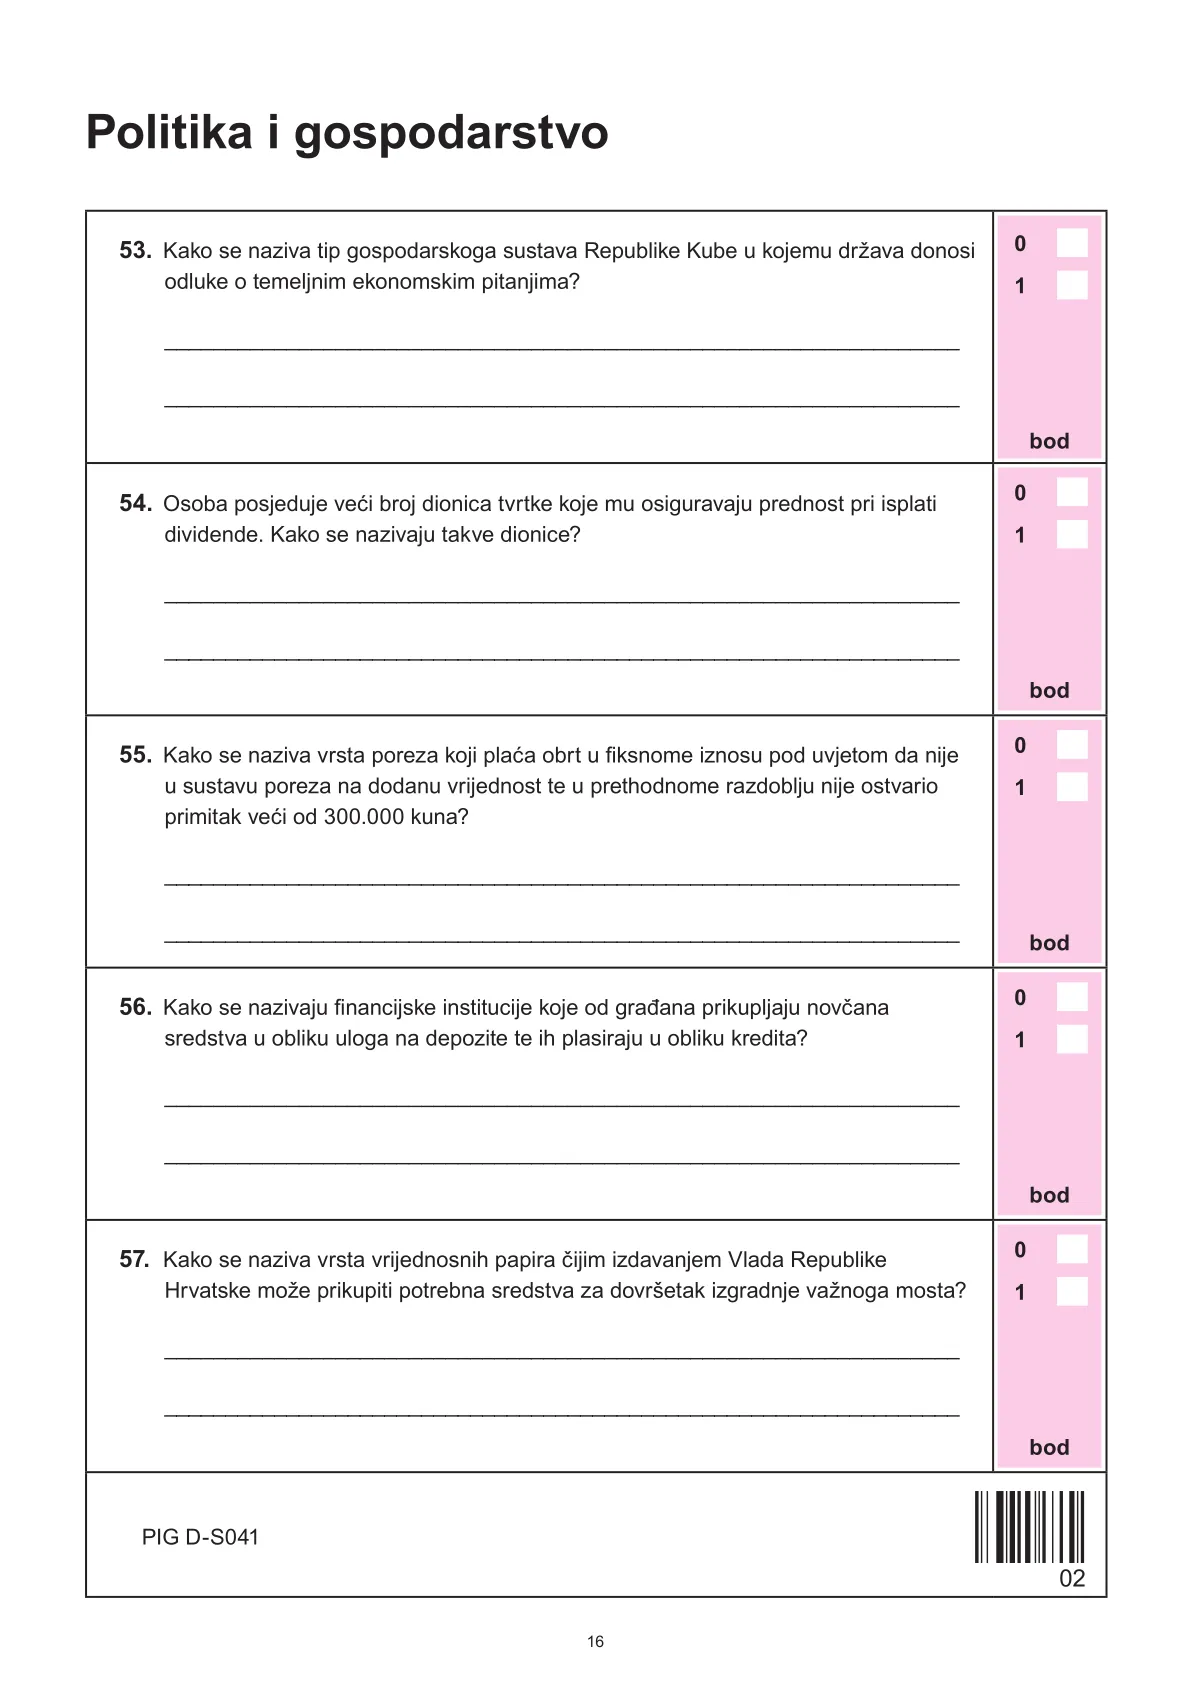 Politika i gospodarstvo
53. Kako se naziva tip gospodarskoga sustava Republike Kube u kojemu država donosi
odluke o temeljnim ekonomskim pitanjima?
0
1
bod
54. Osoba posjeduje veći broj dionica tvrtke koje mu osiguravaju prednost pri isplati
dividende. Kako se nazivaju takve dionice?
0
1
bod
55. Kako se naziva vrsta poreza koji plaća obrt u fiksnome iznosu pod uvjetom da nije
u sustavu poreza na dodanu vrijednost te u prethodnome razdoblju nije ostvario
primitak veći od 300.000 kuna?
0
1
bod
56. Kako se nazivaju financijske institucije koje od građana prikupljaju novčana
sredstva u obliku uloga na depozite te ih plasiraju u obliku kredita?
0
1
bod
57. Kako se naziva vrsta vrijednosnih papira čijim izdavanjem Vlada Republike
Hrvatske može prikupiti potrebna sredstva za dovršetak izgradnje važnoga mosta?
0
1
bod
PIG D-S041
02
16